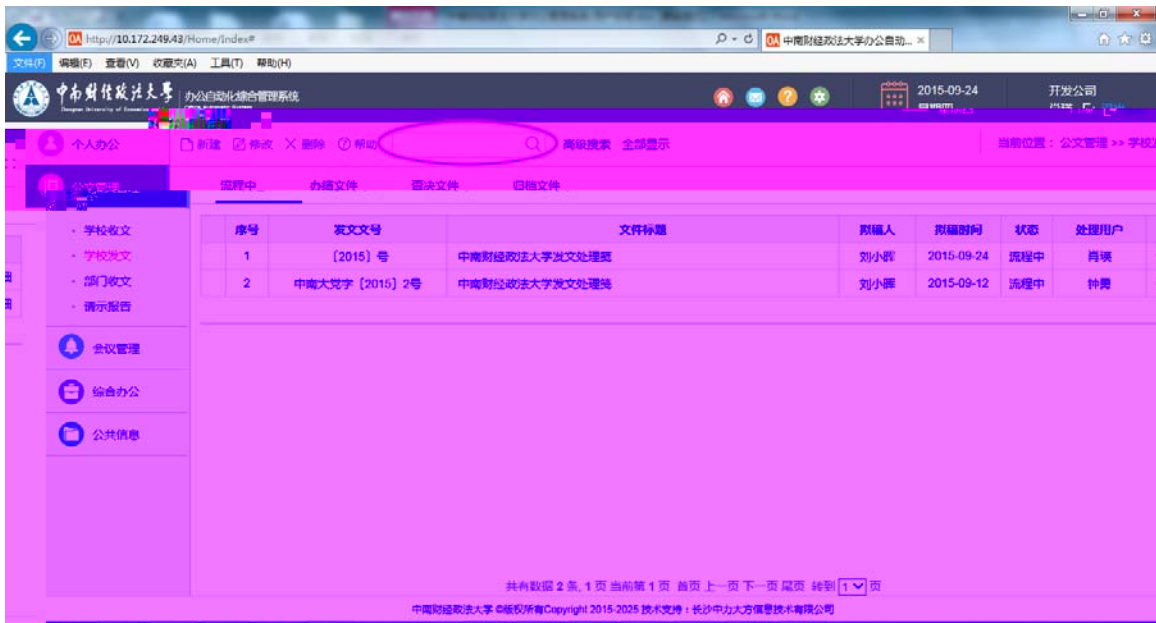 http://10.172.249.43/Home/Index#
中南财经政法大学办公自动...
文件(F) 编辑(E) 查看(V) 收藏夹(A) 工具(T) 帮助(H)
中南财经政法大学 办公自动化综合管理系统
2015-09-24
开发公司
个人办公
新建 修改 删除 帮助
高级搜索 全部显示
当前位置：公文管理 >> 学校
公文管理
流程中 办结文件 否决文件 归档文件
学校收文
学校发文
部门收文
请示报告
序号 发文文号 文件标题 拟稿人 拟稿时间 状态 处理用户
1 〔2015〕号 中南财经政法大学发文处理笺 刘小晖 2015-09-24 流程中 肖瑛
2 中南大党字〔2015〕2号 中南财经政法大学发文处理笺 刘小晖 2015-09-12 流程中 钟勇
会议管理
综合办公
公共信息
共有数据 2 条, 1 页 当前第 1 页 首页 上一页 下一页 尾页 转到 1 页
中南财经政法大学 ©版权所有Copyright 2015-2025 技术支持：长沙中力大方信息技术有限公司